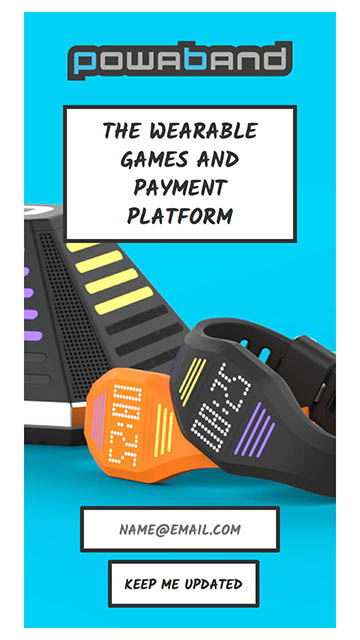 powaband
THE WEARABLE
GAMES AND
PAYMENT
PLATFORM
NAME@EMAIL.COM
KEEP ME UPDATED